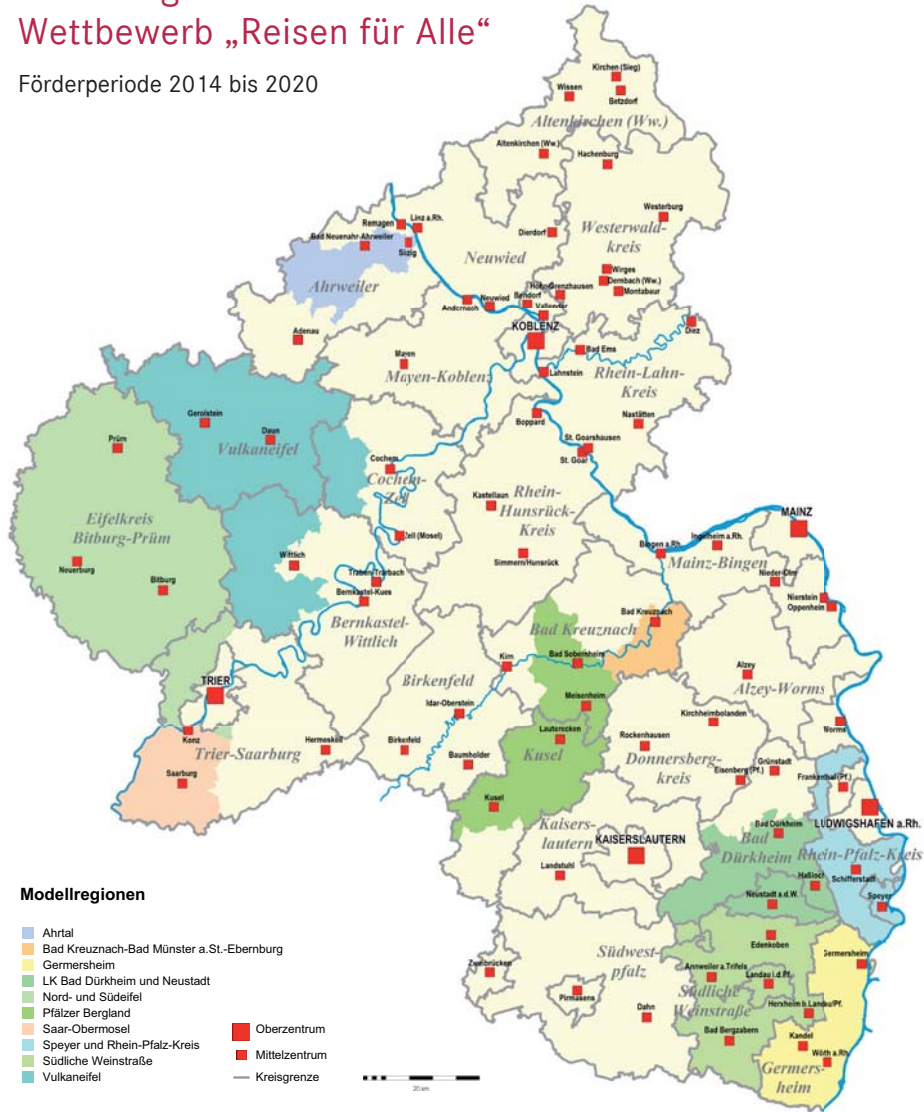 Wettbewerb „Reisen für Alle“
Förderperiode 2014 bis 2020
Kirchen (Sieg)
Wissen
Betzdorf
Altenkirchen (Ww.)
Altenkirchen (Ww.)
Hachenburg
Westerburg
Westerwald-
kreis
Remagen
Linz a.Rh.
Bad Neuenahr-Ahrweiler
Sizig
Dierdorf
Neuwied
Ahrweiler
Wirges
Dernbach (Ww.)
Montabaur
Höhr-Grenzhausen
Andernach
Neuwied
Bendorf
Vallendar
KOBLENZ
Diez
Adenau
Mayen
Mayen-Koblenz
Bad Ems
Lahnstein
Rhein-Lahn-
Kreis
Boppard
Nastätten
Gerolstein
Daun
Vulkaneifel
Prüm
St. Goarshausen
St. Goar
Cochem
Cochem-
Zell
Kastellaun
Rhein-
Hunsrück-
Kreis
Eifelkreis
Bitburg-Prüm
Zell (Mosel)
MAINZ
Ingelheim a.Rh.
Bingen a.Rh.
Mainz-Bingen
Simmern/Hunsrück
Neuerburg
Bitburg
Wittlich
Traben-Trarbach
Bernkastel-Kues
Nieder-Olm
Nierstein
Oppenheim
Bernkastel-
Wittlich
Bad Kreuznach
Bad Kreuznach
Kirn
Bad Sobernheim
Alzey
Alzey-Worms
TRIER
Birkenfeld
Idar-Oberstein
Meisenheim
Kirchheimbolanden
Konz
Trier-Saarburg
Hermeskeil
Birkenfeld
Baumholder
Lauterecken
Kusel
Rockenhausen
Donnersberg-
kreis
Worms
Saarburg
Eisenberg (Pf.)
Grünstadt
Frankenthal (Pf.)
Kusel
LUDWIGSHAFEN a.Rh.
Kaisers-
lautern
KAISERSLAUTERN
Bad Dürkheim
Bad
Dürkheim
Rhein-Pfalz-Kreis
Landstuhl
Haßloch
Schifferstadt
Neustadt a.d.W.
Speyer
Edenkoben
Südwest-
pfalz
Zweibrücken
Annweiler a.Trifels
Landau i.d.Pf.
Germersheim
Südliche
Weinstraße
Pirmasens
Dahn
Herxheim b.Landau/Pf.
Bad Bergzabern
Kandel
Wöth a.Rh
Germers-
heim
Modellregionen
Ahrtal
Bad Kreuznach-Bad Münster a.St.-Ebernburg
Germersheim
LK Bad Dürkheim und Neustadt
Nord- und Südeifel
Pfälzer Bergland
Saar-Obermosel
Speyer und Rhein-Pfalz-Kreis
Südliche Weinstraße
Vulkaneifel
Oberzentrum
Mittelzentrum
Kreisgrenze
20 km